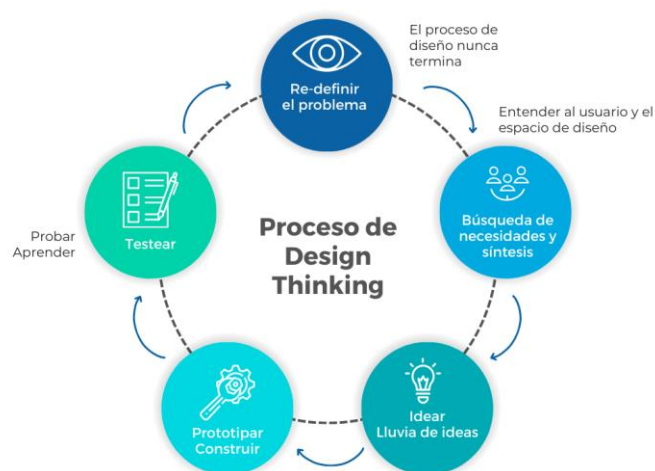 El proceso de
diseño nunca
termina
Re-definir
el problema
Entender al usuario y el
espacio de diseño
Búsqueda de
necesidades y
síntesis
Proceso de
Design
Thinking
Testear
Probar
Aprender
Idear
Lluvia de ideas
Prototipar
Construir